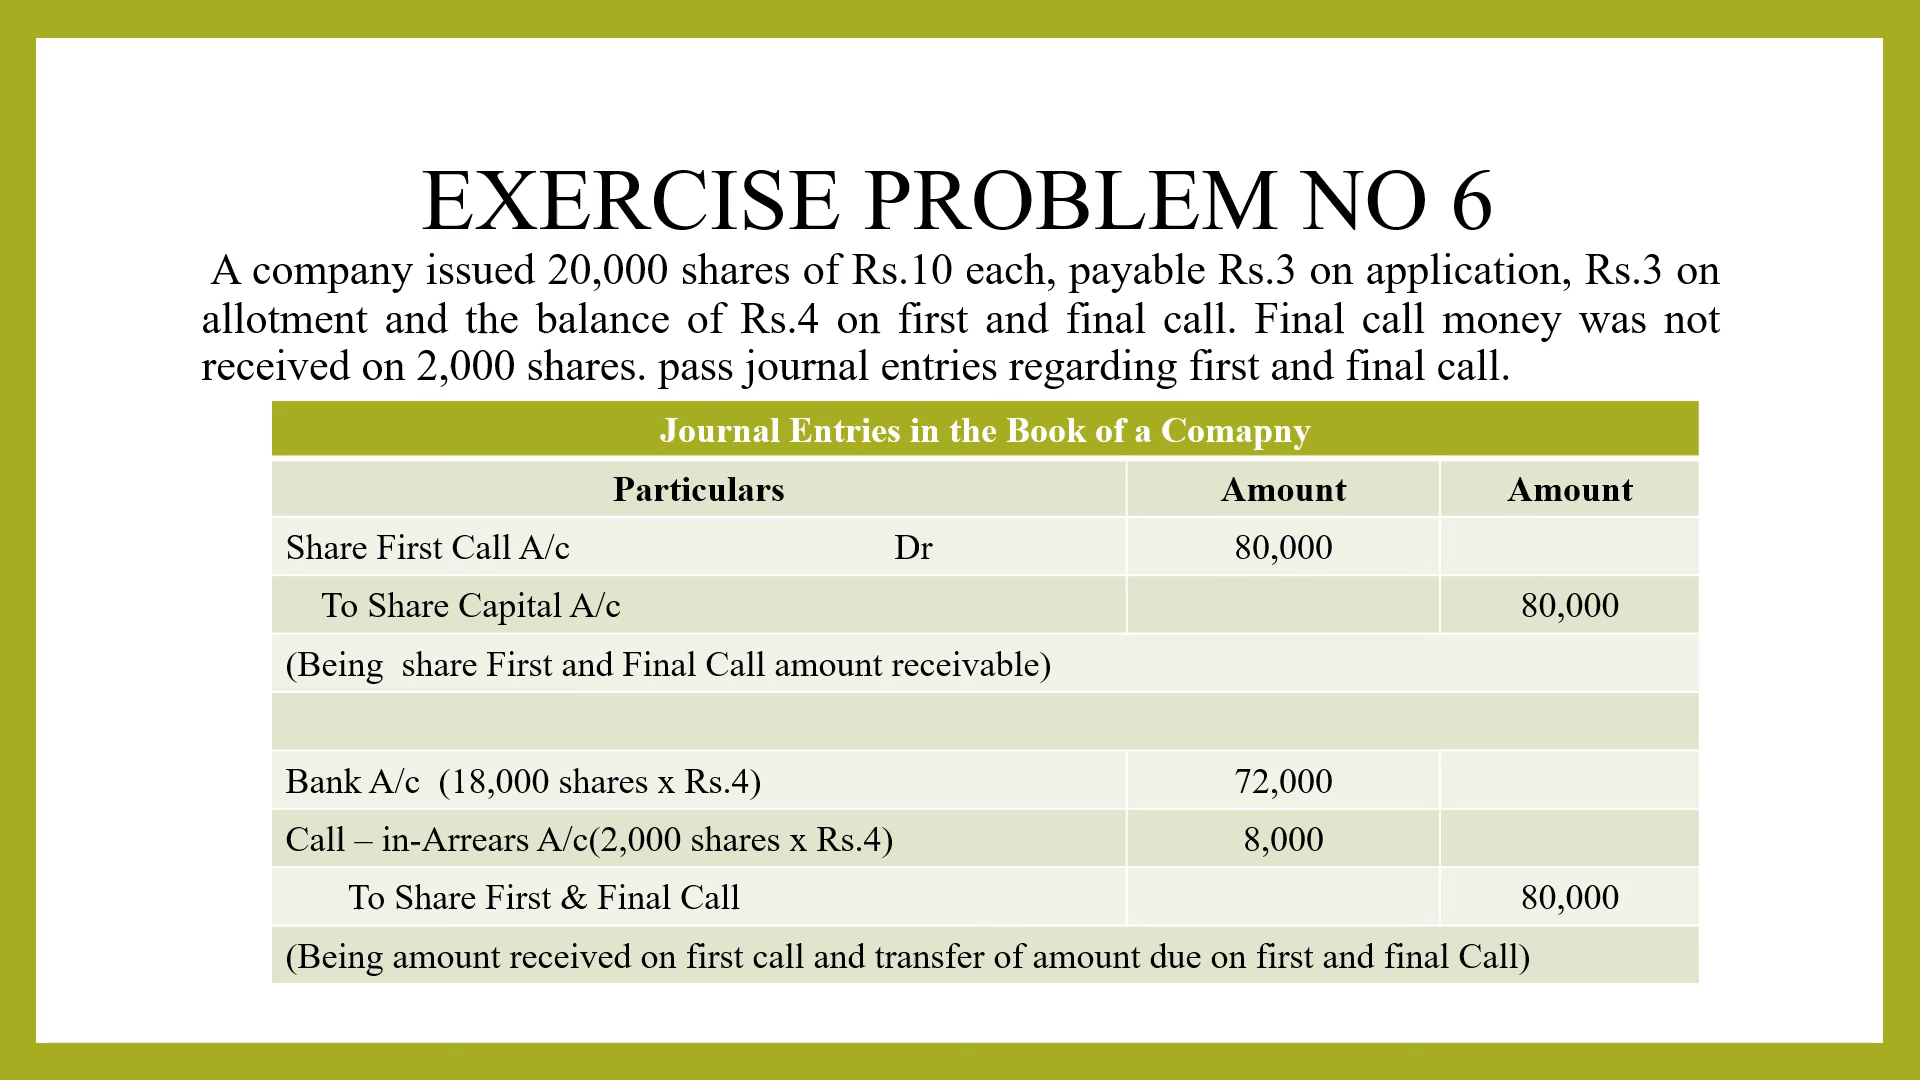 EXERCISE PROBLEM NO 6
A company issued 20,000 shares of Rs.10 each, payable Rs.3 on application, Rs.3 on
allotment and the balance of Rs.4 on first and final call. Final call money was not
received on 2,000 shares. pass journal entries regarding first and final call.
Journal Entries in the Book of a Comapny
Particulars Amount Amount
Share First Call A/c Dr 80,000
To Share Capital A/c 80,000
(Being share First and Final Call amount receivable)
Bank A/c (18,000 shares x Rs.4) 72,000
Call – in-Arrears A/c(2,000 shares x Rs.4) 8,000
To Share First & Final Call 80,000
(Being amount received on first call and transfer of amount due on first and final Call)